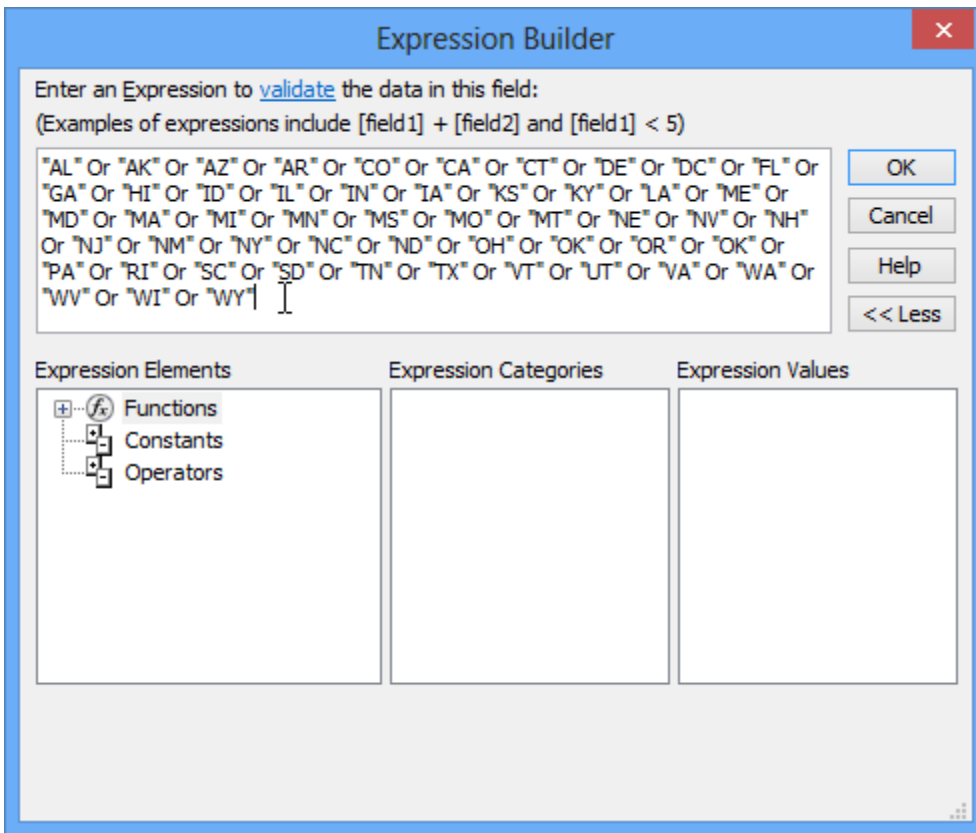 Expression Builder
Enter an Expression to validate the data in this field:
(Examples of expressions include [field1] + [field2] and [field1] < 5)
"AL" Or "AK" Or "AZ" Or "AR" Or "CO" Or "CA" Or "CT" Or "DE" Or "DC" Or "FL" Or
"GA" Or "HI" Or "ID" Or "IL" Or "IN" Or "IA" Or "KS" Or "KY" Or "LA" Or "ME" Or
"MD" Or "MA" Or "MI" Or "MN" Or "MS" Or "MO" Or "MT" Or "NE" Or "NV" Or "NH"
Or "NJ" Or "NM" Or "NY" Or "NC" Or "ND" Or "OH" Or "OK" Or "OR" Or "OK" Or
"PA" Or "RI" Or "SC" Or "SD" Or "TN" Or "TX" Or "VT" Or "UT" Or "VA" Or "WA" Or
"WV" Or "WI" Or "WY"
OK
Cancel
Help
<< Less
Expression Elements
Expression Categories
Expression Values
Functions
Constants
Operators